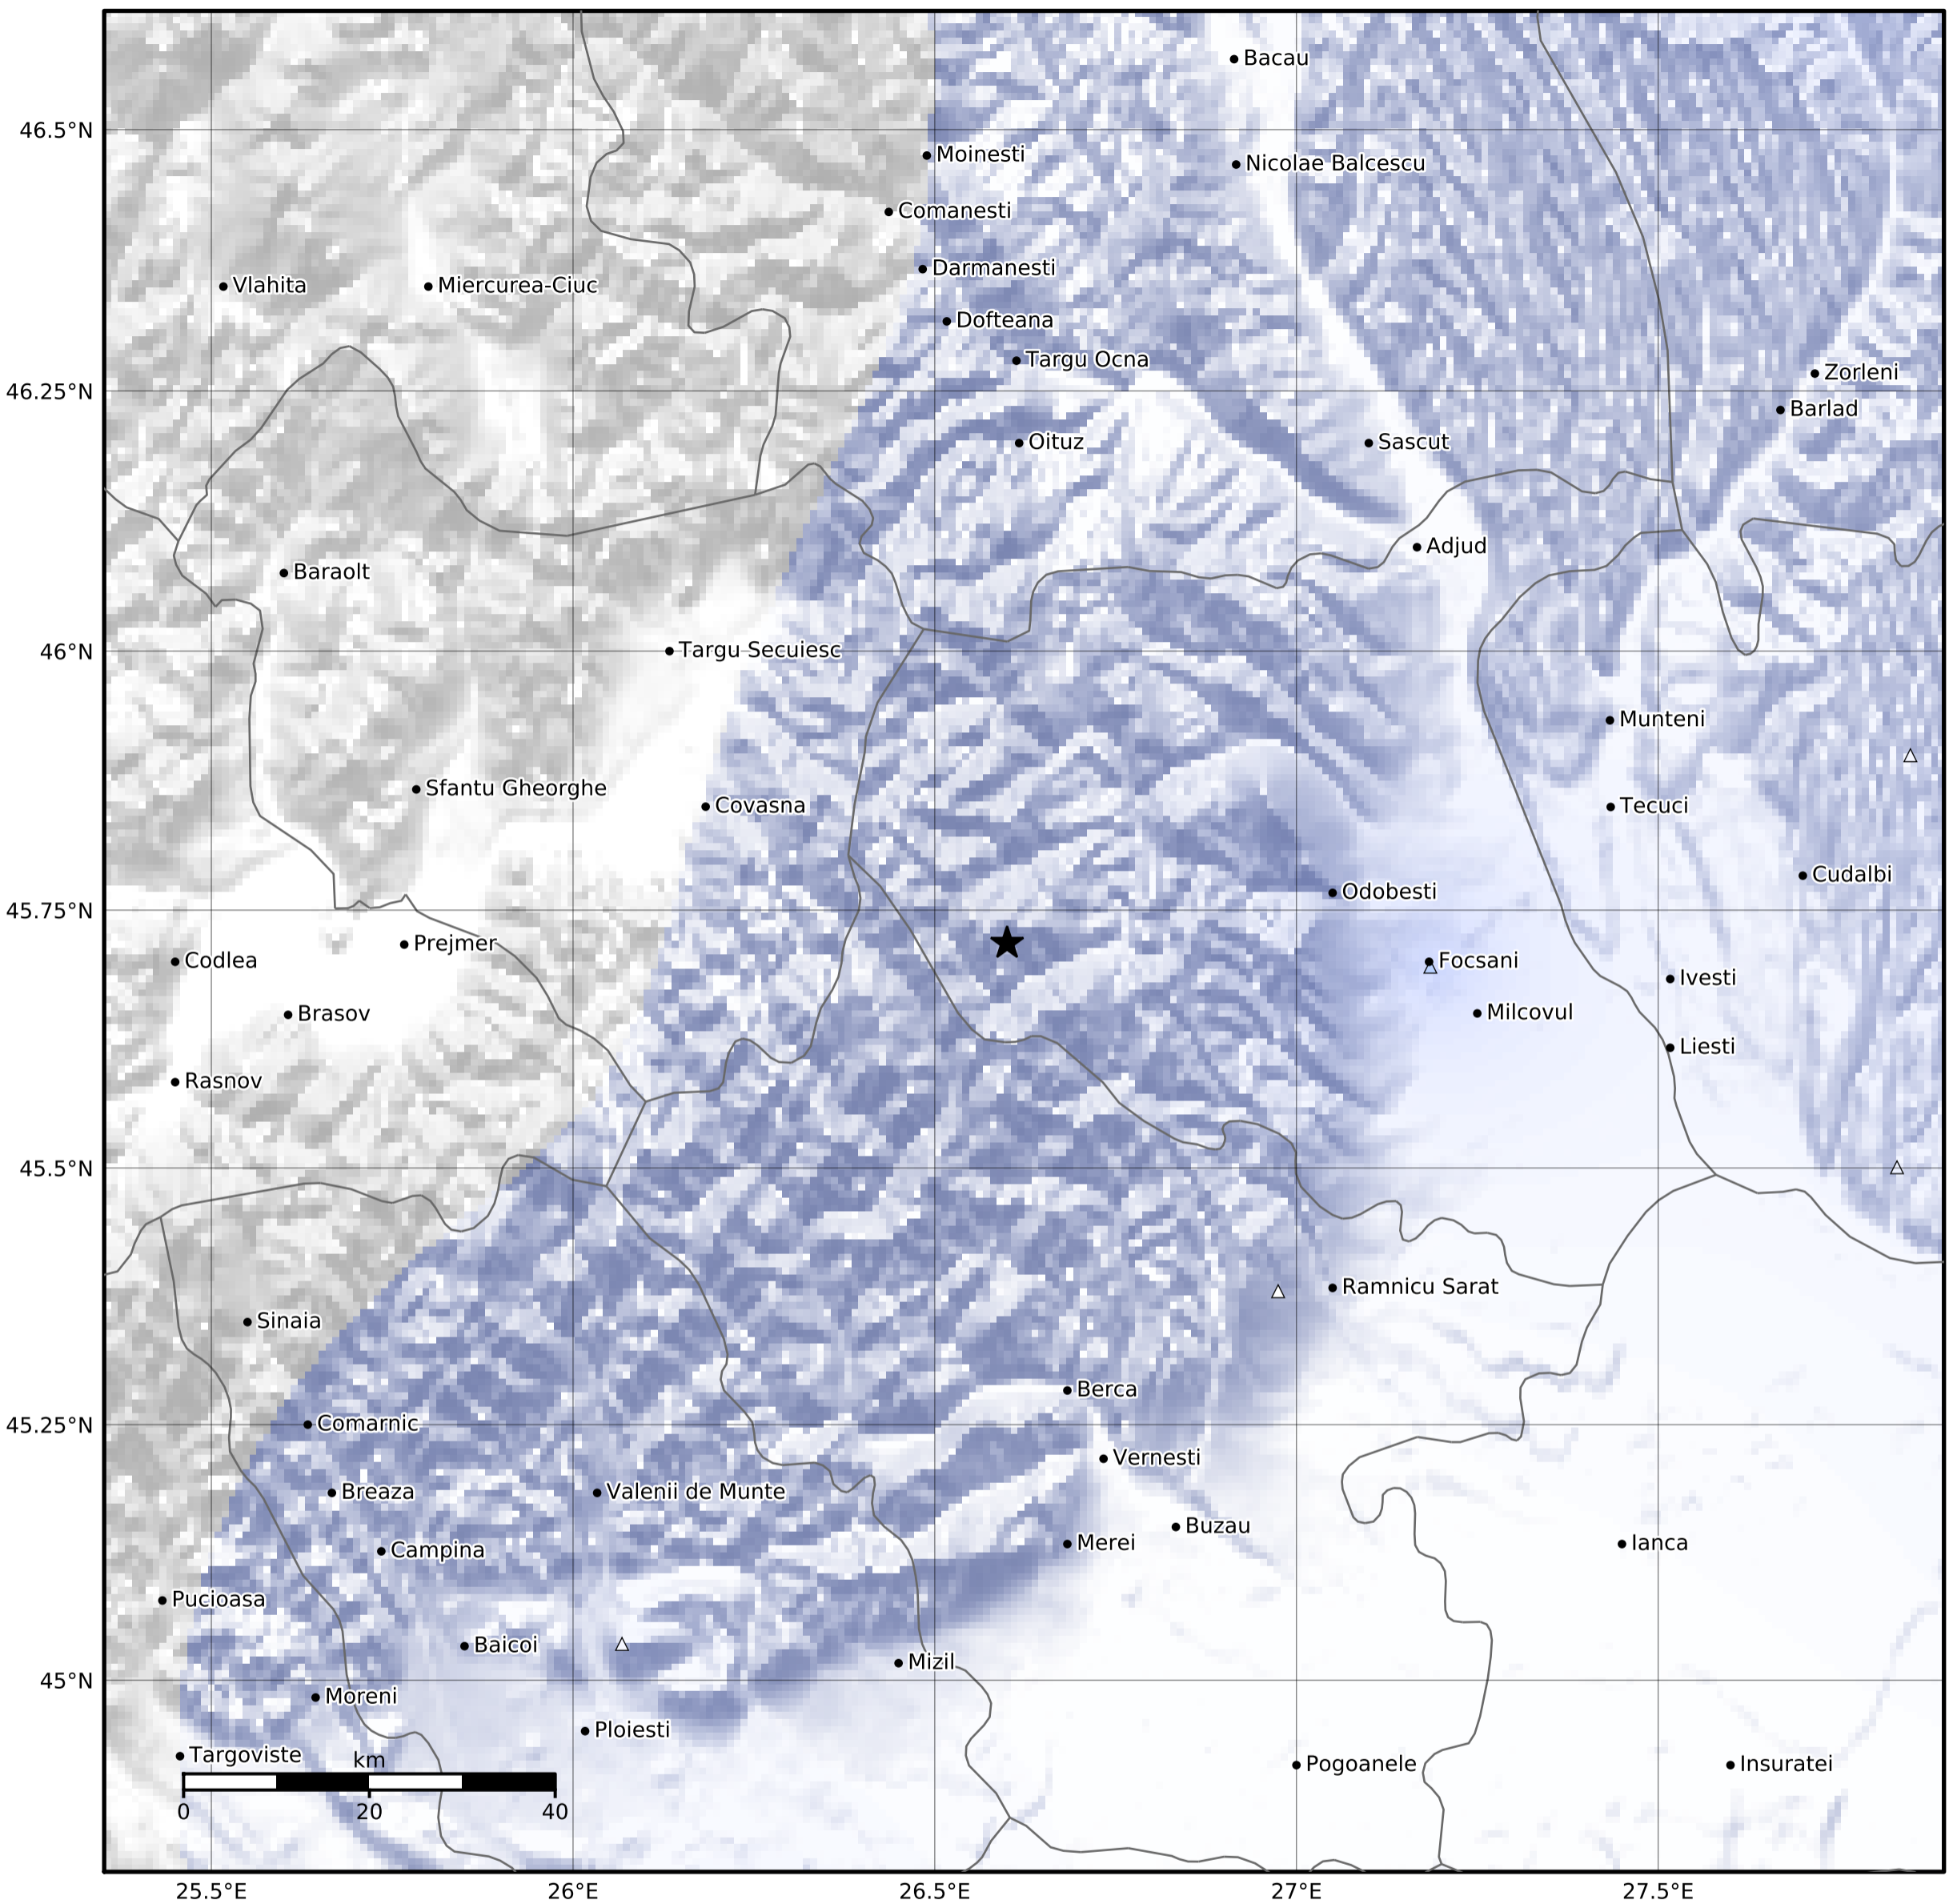 Bacau
46.5°N
Moinesti
Nicolae Balcescu
Comanesti
Darmanesti
Vlahita
Miercurea-Ciuc
Dofteana
Targu Ocna
Zorleni
46.25°N
Barlad
Oituz
Sascut
Adjud
Baraolt
46°N
Targu Secuiesc
Munteni
Sfantu Gheorghe
Covasna
Tecuci
Cudalbi
Odobesti
45.75°N
Prejmer
Codlea
Focsani
Ivesti
Brasov
Milcovul
Liesti
Rasnov
45.5°N
Ramnicu Sarat
Sinaia
Berca
45.25°N
Comarnic
Vernesti
Breaza
Valenii de Munte
Buzau
Merei
Ianca
Campina
Pucioasa
Baicoi
Mizil
45°N
Moreni
Ploiesti
Targoviste
km
Pogoanele
Insuratei
0 20 40
25.5°E 26°E 26.5°E 27°E 27.5°E